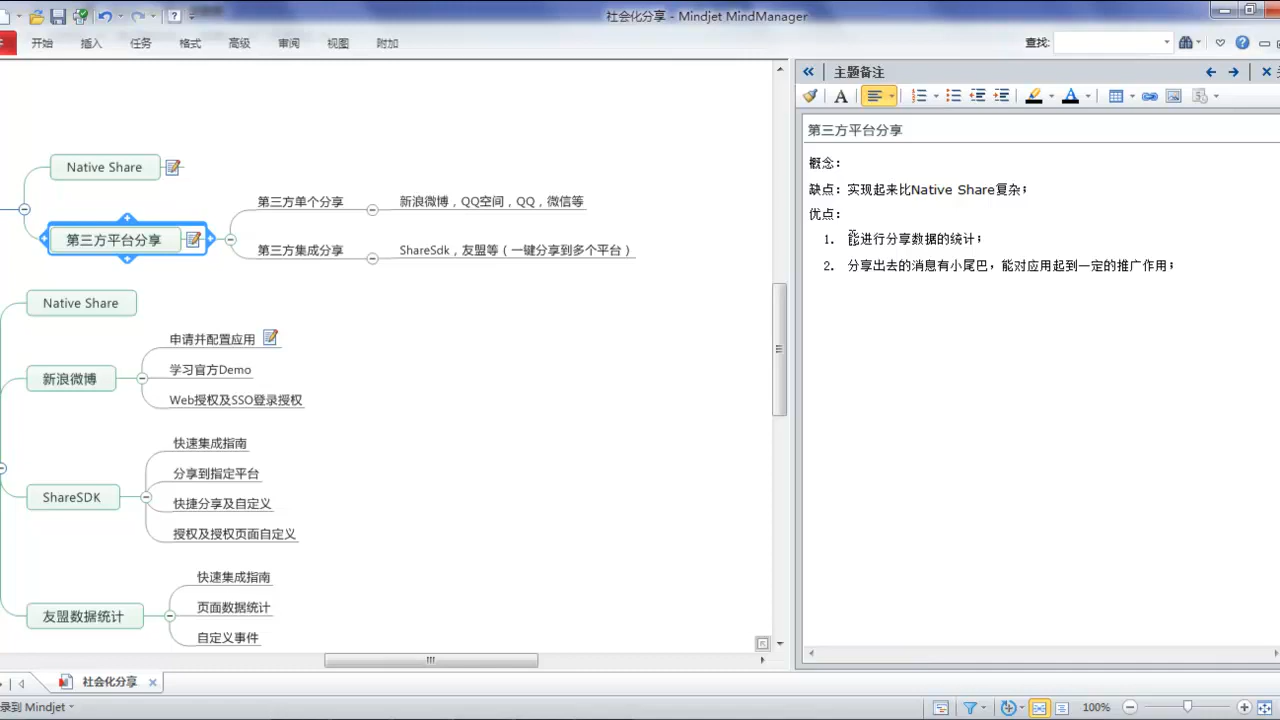 社会化分享 - Mindjet MindManager
开始 插入 任务 格式 高级 审阅 视图 附加 查找:
主题备注
第三方平台分享
概念：
缺点：实现起来比Native Share复杂；
优点：
1. 能进行分享数据的统计；
2. 分享出去的消息有小尾巴，能对应用起到一定的推广作用；
Native Share
第三方平台分享
第三方单个分享
新浪微博，QQ空间，QQ，微信等
第三方集成分享
ShareSdk，友盟等（一键分享到多个平台）
Native Share
新浪微博
申请并配置应用
学习官方Demo
Web授权及SSO登录授权
ShareSDK
快速集成指南
分享到指定平台
快捷分享及自定义
授权及授权页面自定义
友盟数据统计
快速集成指南
页面数据统计
自定义事件
社会化分享
录到 Mindjet
100%